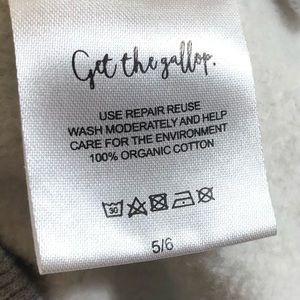 Get the gallop.
USE REPAIR REUSE
WASH MODERATELY AND HELP
CARE FOR THE ENVIRONMENT
100% ORGANIC COTTON
30
5/6